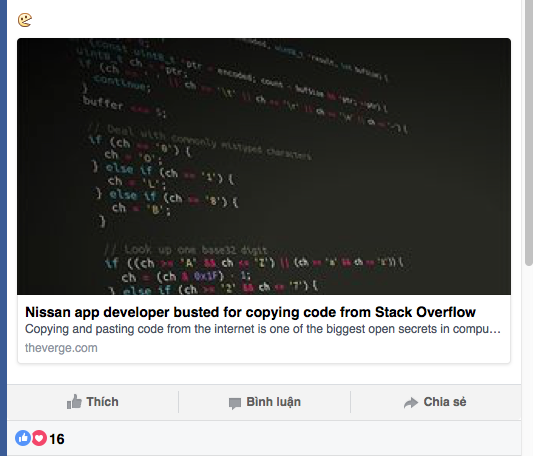 uint8_t ch = *ptr;
continue;
}
buffer <<= 5;
// Deal with commonly mistyped characters
if (ch == '0') {
ch = 'O';
} else if (ch == '1') {
ch = 'L';
} else if (ch == '8') {
ch = 'B';
}
// Look up one base32 digit
if ((ch >= 'A' && ch <= 'Z') || (ch >= 'a' && ch <= 'z')) {
ch = (ch & 0x1F) - 1;
} else if (ch >= '2' && ch <= '7') {
Nissan app developer busted for copying code from Stack Overflow
Copying and pasting code from the internet is one of the biggest open secrets in compu…
theverge.com
Thích
Bình luận
Chia sẻ
16